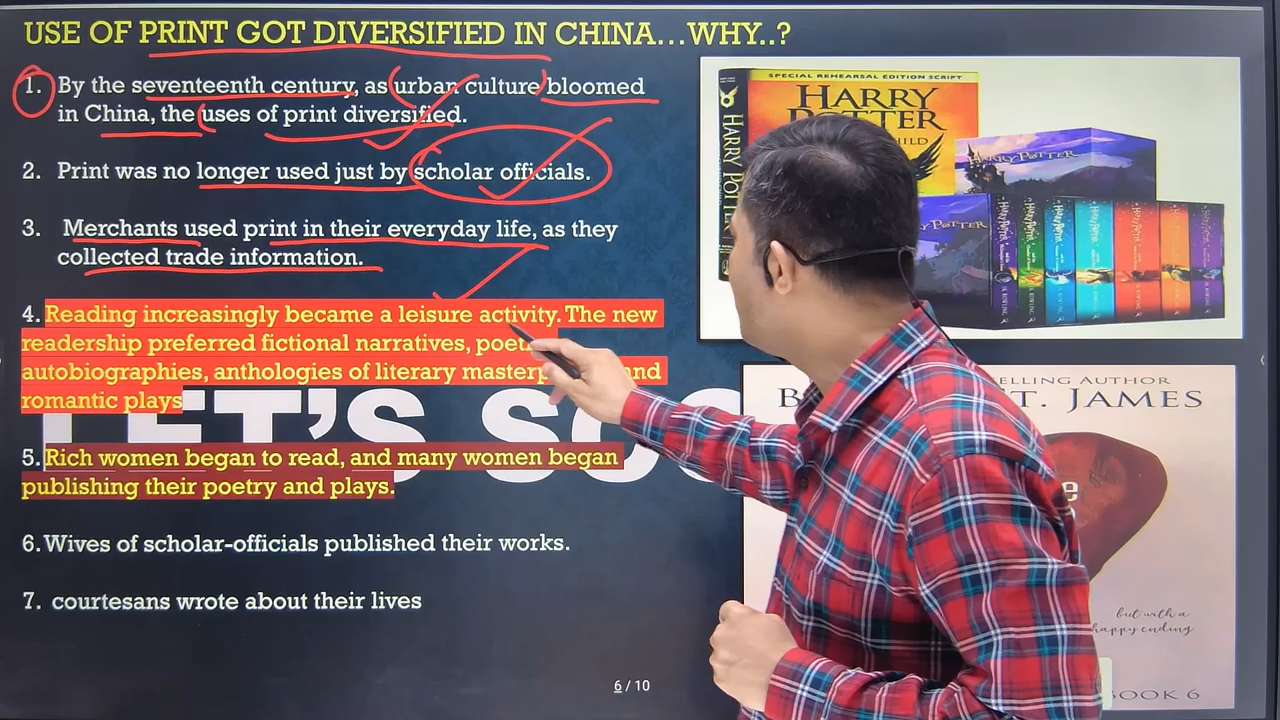 USE OF PRINT GOT DIVERSIFIED IN CHINA...WHY..?
1. By the seventeenth century, as urban culture bloomed
in China, the uses of print diversified.
2. Print was no longer used just by scholar officials.
3. Merchants used print in their everyday life, as they
collected trade information.
4. Reading increasingly became a leisure activity. The new
readership preferred fictional narratives,
autobiographies, anthologies of literary and
romantic plays
LET'S
5. Rich women began to read, and many women began
publishing their poetry and plays.
6. Wives of scholar-officials published their works.
7. courtesans wrote about their lives
6 / 10
SPECIAL REHEARSAL EDITION SCRIPT
HARRY
POTTER
HARRY POTTER
AUTHOR
T. JAMES
...but with a
happy ending
BOOK 6